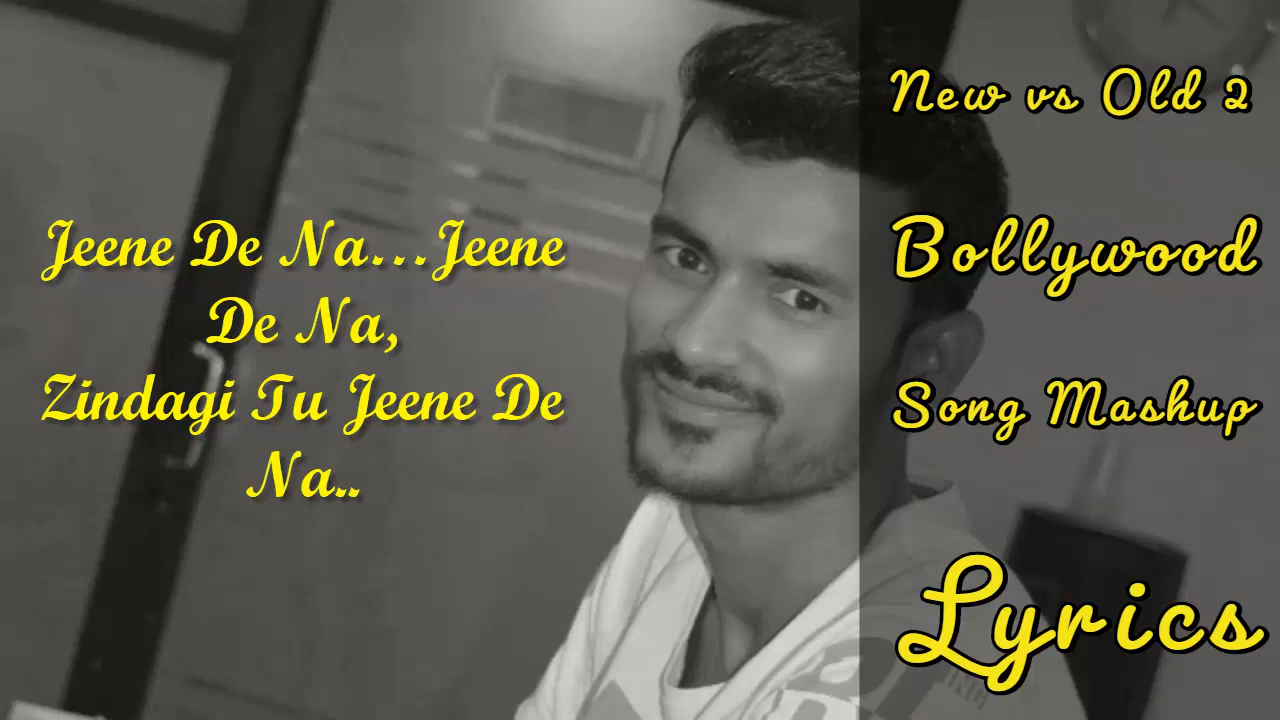 Jeene De Na...Jeene
De Na,
Zindagi Tu Jeene De
Na..
New vs Old 2
Bollywood
Song Mashup
Lyrics